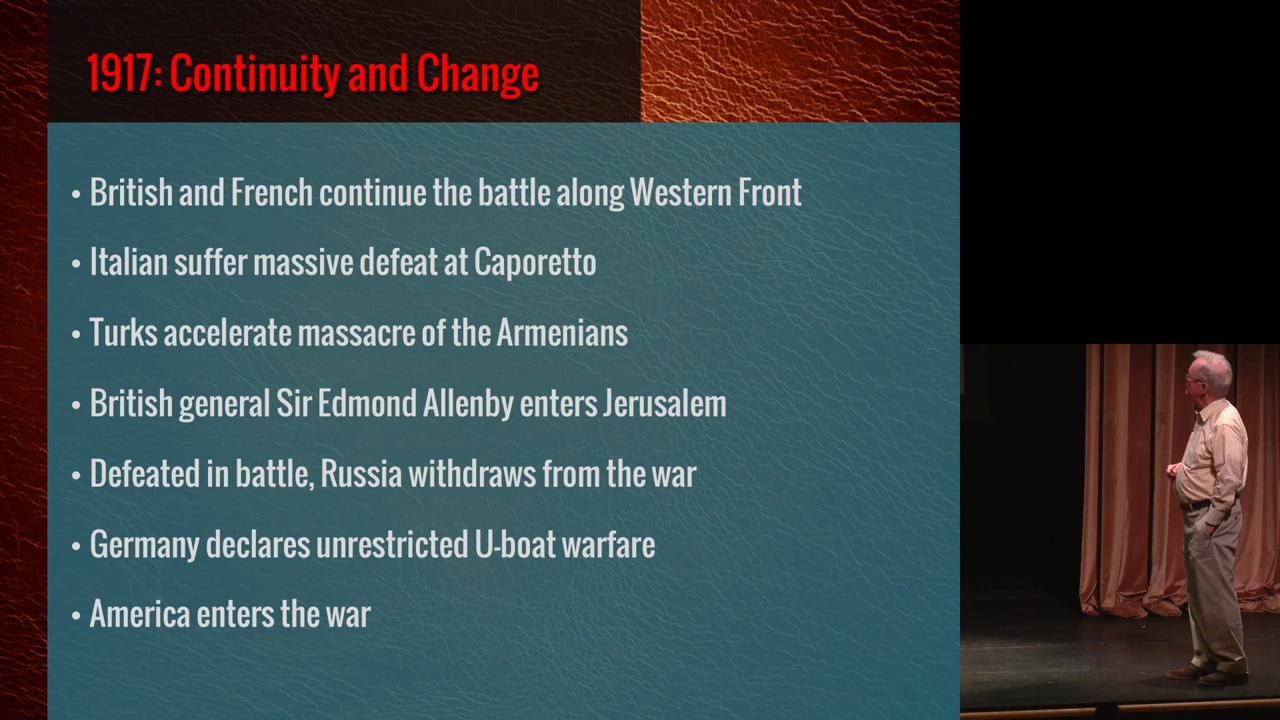 1917: Continuity and Change
• British and French continue the battle along Western Front
• Italian suffer massive defeat at Caporetto
• Turks accelerate massacre of the Armenians
• British general Sir Edmond Allenby enters Jerusalem
• Defeated in battle, Russia withdraws from the war
• Germany declares unrestricted U-boat warfare
• America enters the war